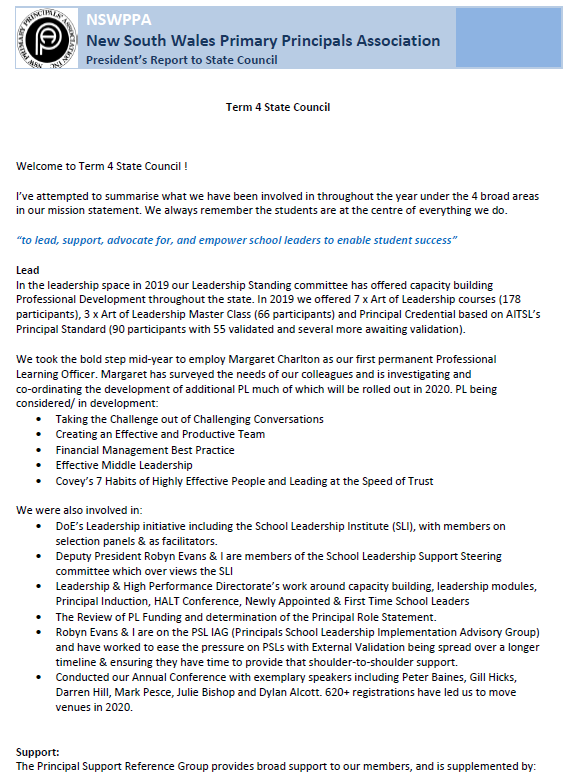 NSWPPA
New South Wales Primary Principals Association
President's Report to State Council
NSW PRIMARY PRINCIPALS' ASSOCIATION INC
Term 4 State Council
Welcome to Term 4 State Council !
I've attempted to summarise what we have been involved in throughout the year under the 4 broad areas
in our mission statement. We always remember the students are at the centre of everything we do.
"to lead, support, advocate for, and empower school leaders to enable student success"
Lead
In the leadership space in 2019 our Leadership Standing committee has offered capacity building
Professional Development throughout the state. In 2019 we offered 7 x Art of Leadership courses (178
participants), 3 x Art of Leadership Master Class (66 participants) and Principal Credential based on AITSL's
Principal Standard (90 participants with 55 validated and several more awaiting validation).
We took the bold step mid-year to employ Margaret Charlton as our first permanent Professional
Learning Officer. Margaret has surveyed the needs of our colleagues and is investigating and
co-ordinating the development of additional PL much of which will be rolled out in 2020. PL being
considered/ in development:
• Taking the Challenge out of Challenging Conversations
• Creating an Effective and Productive Team
• Financial Management Best Practice
• Effective Middle Leadership
• Covey's 7 Habits of Highly Effective People and Leading at the Speed of Trust
We were also involved in:
• DoE's Leadership initiative including the School Leadership Institute (SLI), with members on
selection panels & as facilitators.
• Deputy President Robyn Evans & I are members of the School Leadership Support Steering
committee which over views the SLI
• Leadership & High Performance Directorate's work around capacity building, leadership modules,
Principal Induction, HALT Conference, Newly Appointed & First Time School Leaders
• The Review of PL Funding and determination of the Principal Role Statement.
• Robyn Evans & I are on the PSL IAG (Principals School Leadership Implementation Advisory Group)
and have worked to ease the pressure on PSLs with External Validation being spread over a longer
timeline & ensuring they have time to provide that shoulder-to-shoulder support.
• Conducted our Annual Conference with exemplary speakers including Peter Baines, Gill Hicks,
Darren Hill, Mark Pesce, Julie Bishop and Dylan Alcott. 620+ registrations have led us to move
venues in 2020.
Support:
The Principal Support Reference Group provides broad support to our members, and is supplemented by: